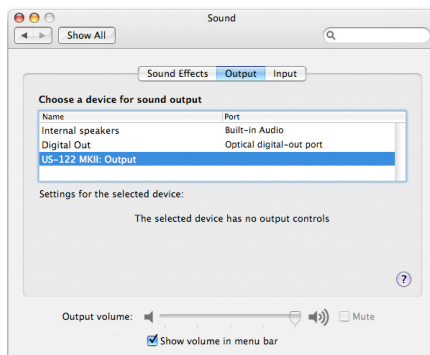 Sound
Show All
Sound Effects Output Input
Choose a device for sound output
Name Port
Internal speakers Built-in Audio
Digital Out Optical digital-out port
US-122 MKII: Output
Settings for the selected device:
The selected device has no output controls
?
Output volume: Mute
Show volume in menu bar